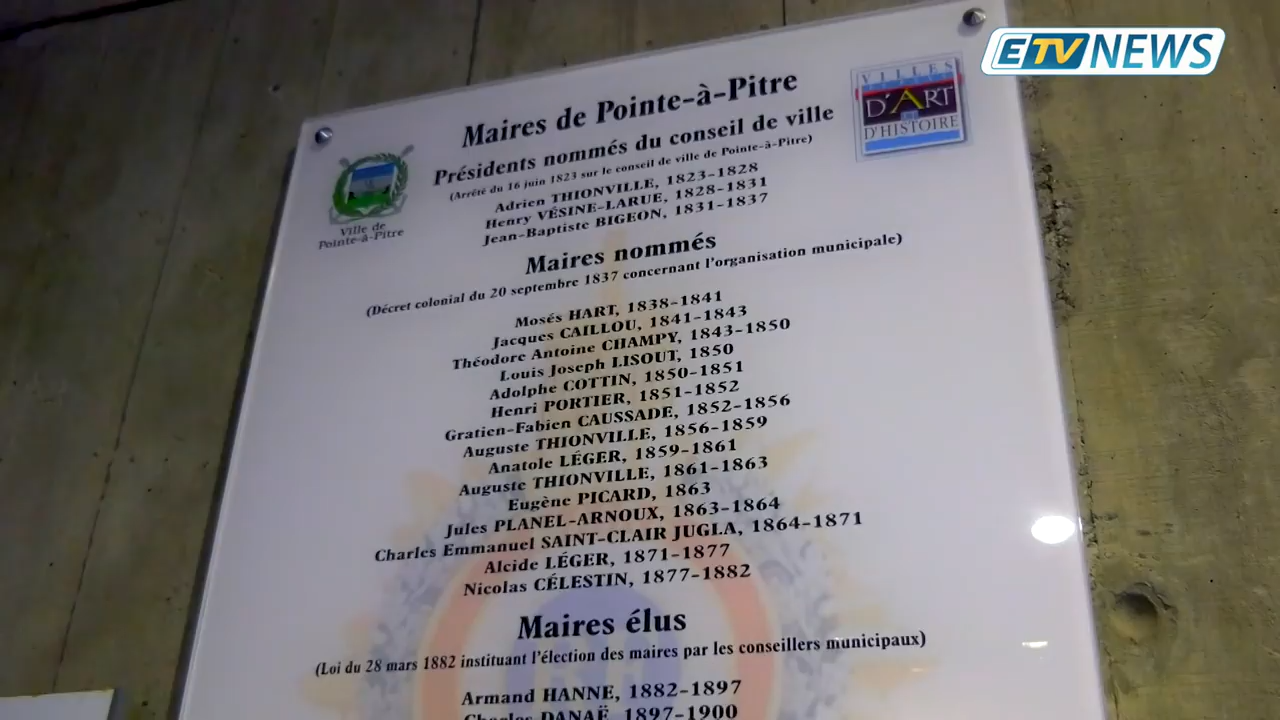 ETV NEWS
VILLES
D'ART
D'HISTOIRE
Ville de
Pointe-à-Pitre
Maires de Pointe-à-Pitre
Présidents nommés du conseil de ville
(Arrêté du 16 juin 1823 sur le conseil de ville de Pointe-à-Pitre)
Adrien THIONVILLE, 1823-1828
Henry VÉSINE-LARUE, 1828-1831
Jean-Baptiste BIGEON, 1831-1837
Maires nommés
(Décret colonial du 20 septembre 1837 concernant l'organisation municipale)
Mosés HART, 1838-1841
Jacques CAILLOU, 1841-1843
Théodore Antoine CHAMPY, 1843-1850
Louis Joseph LISOUT, 1850
Adolphe COTTIN, 1850-1851
Henri PORTIER, 1851-1852
Gratien-Fabien CAUSSADE, 1852-1856
Auguste THIONVILLE, 1856-1859
Anatole LÉGER, 1859-1861
Auguste THIONVILLE, 1861-1863
Eugène PICARD, 1863
Jules PLANEL-ARNOUX, 1863-1864
Charles Emmanuel SAINT-CLAIR JUGLA, 1864-1871
Alcide LÉGER, 1871-1877
Nicolas CÉLESTIN, 1877-1882
Maires élus
(Loi du 28 mars 1882 instituant l'élection des maires par les conseillers municipaux)
Armand HANNE, 1882-1897
Charles DANAË, 1897-1900